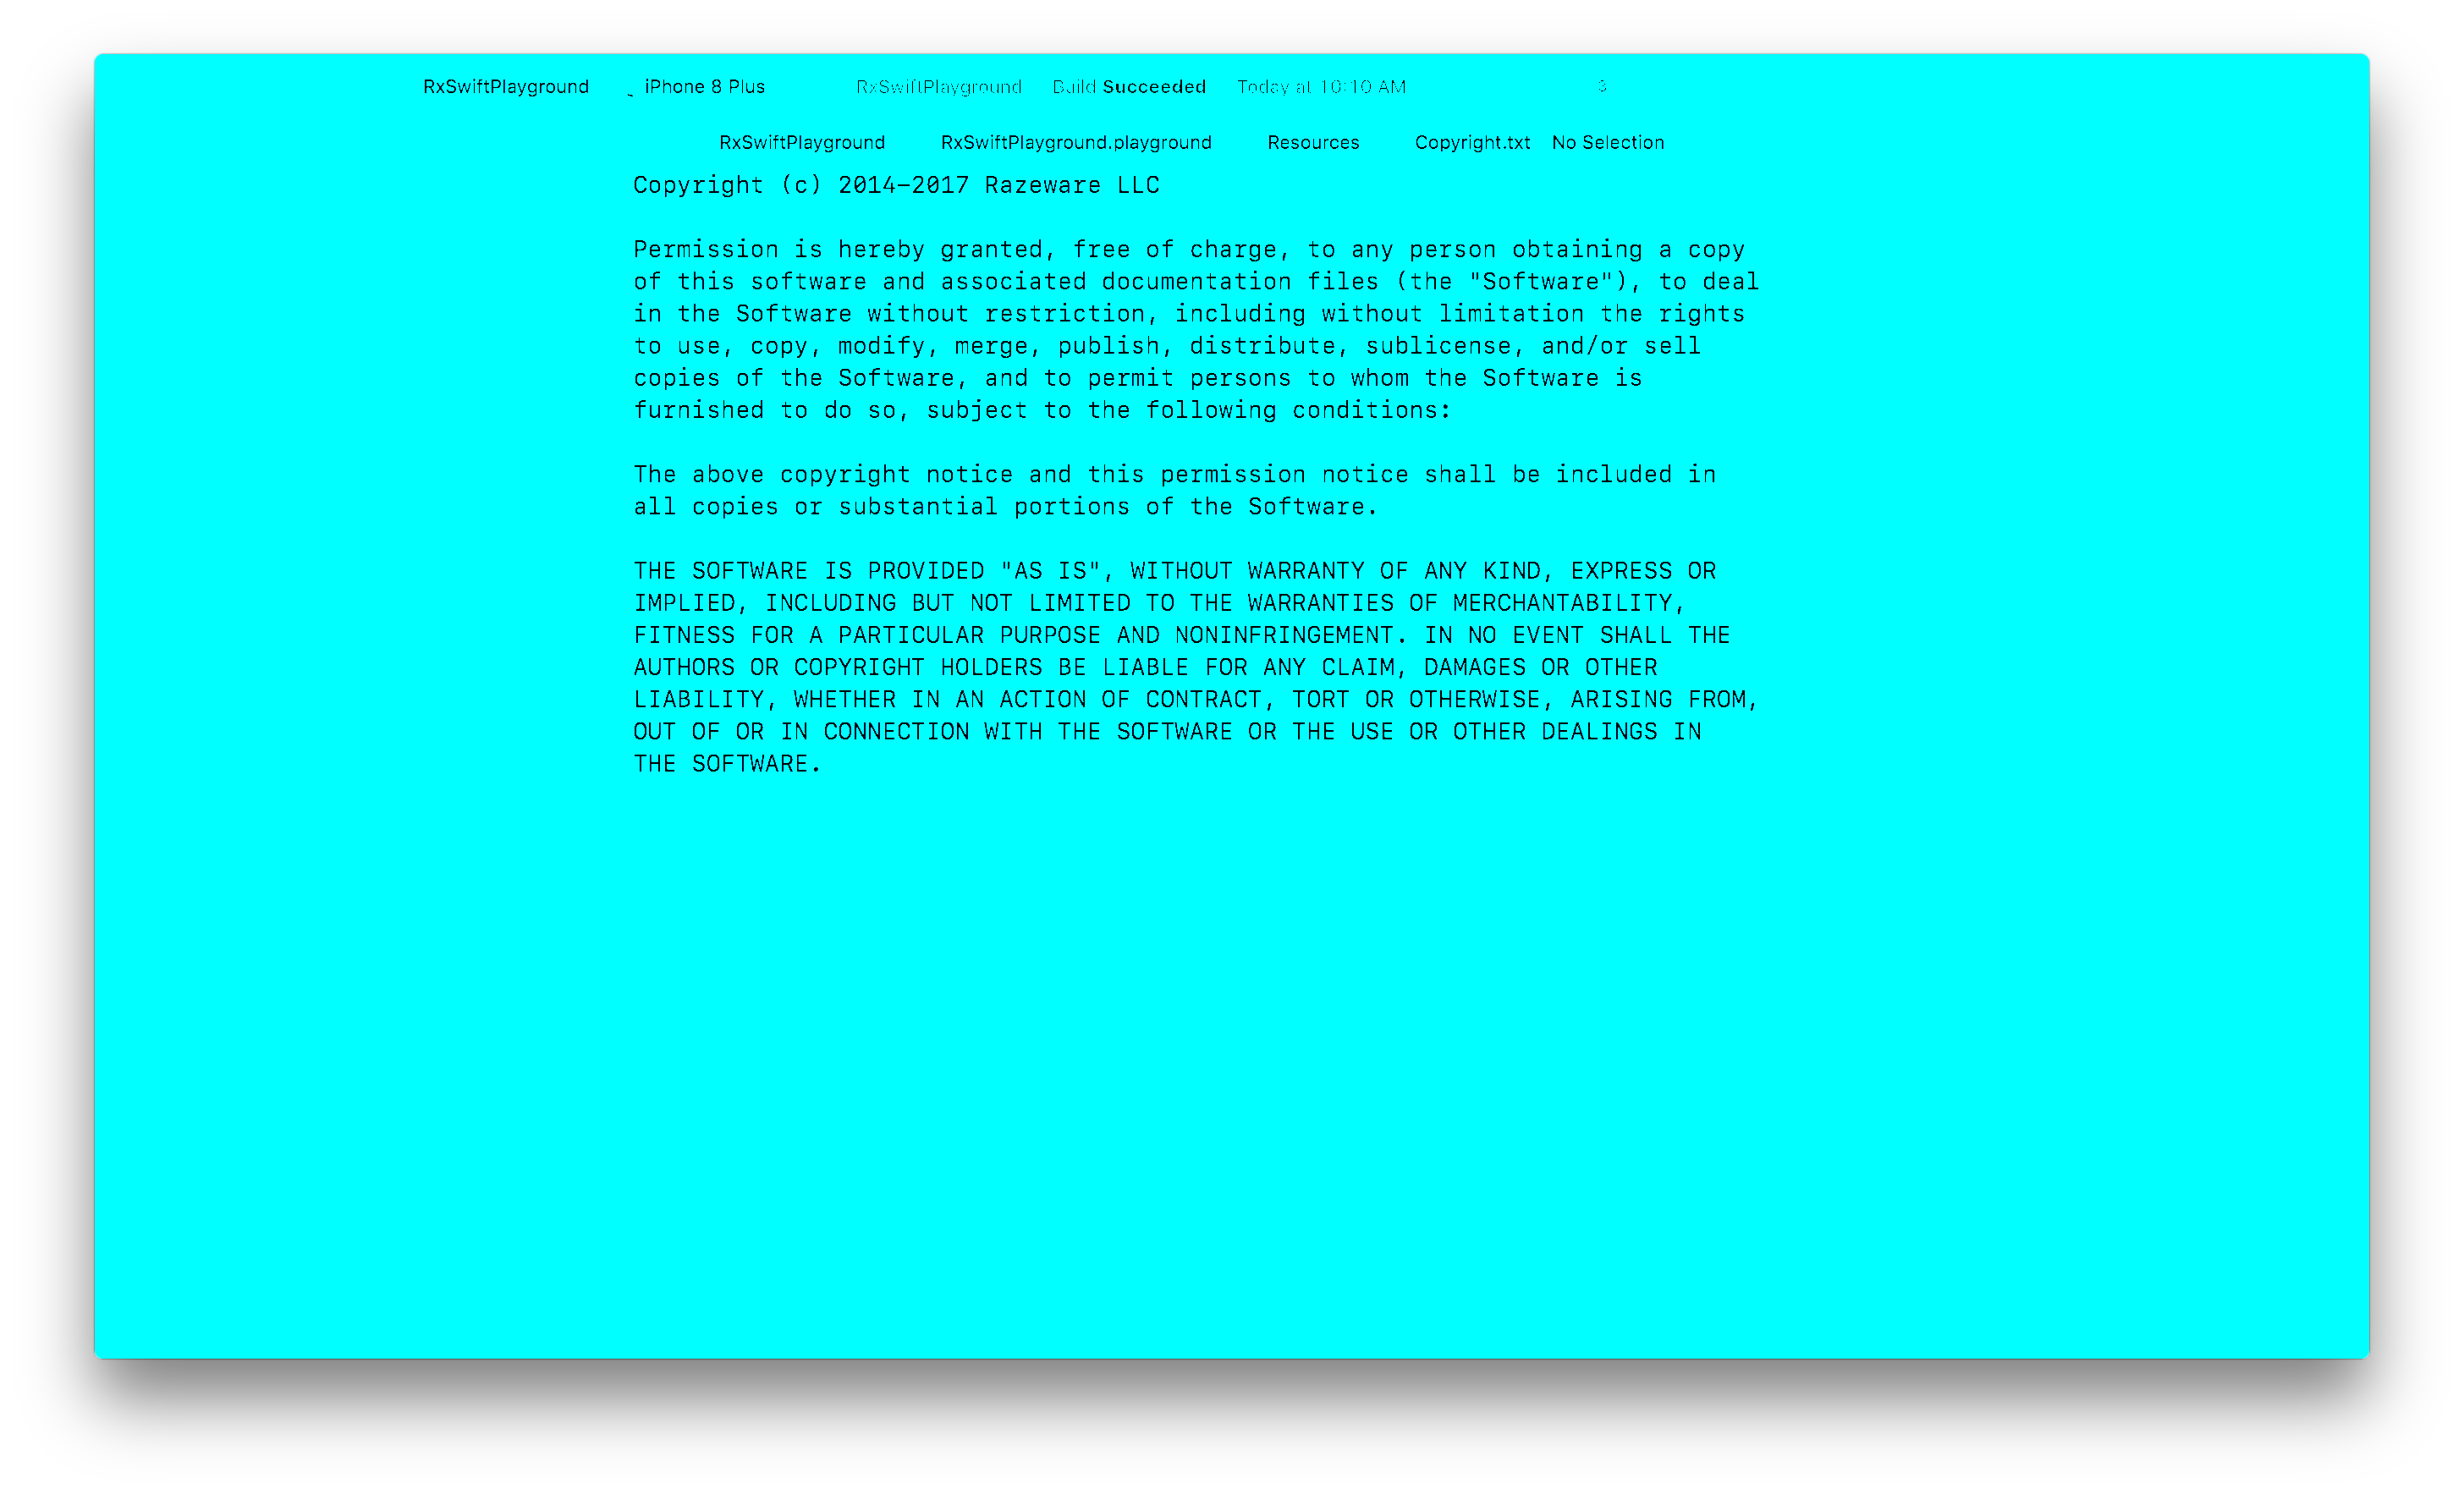 RxSwiftPlayground iPhone 8 Plus RxSwiftPlayground Build Succeeded Today at 10:10 AM 3
RxSwiftPlayground RxSwiftPlayground.playground Resources Copyright.txt No Selection
Copyright (c) 2014-2017 Razeware LLC
Permission is hereby granted, free of charge, to any person obtaining a copy
of this software and associated documentation files (the "Software"), to deal
in the Software without restriction, including without limitation the rights
to use, copy, modify, merge, publish, distribute, sublicense, and/or sell
copies of the Software, and to permit persons to whom the Software is
furnished to do so, subject to the following conditions:
The above copyright notice and this permission notice shall be included in
all copies or substantial portions of the Software.
THE SOFTWARE IS PROVIDED "AS IS", WITHOUT WARRANTY OF ANY KIND, EXPRESS OR
IMPLIED, INCLUDING BUT NOT LIMITED TO THE WARRANTIES OF MERCHANTABILITY,
FITNESS FOR A PARTICULAR PURPOSE AND NONINFRINGEMENT. IN NO EVENT SHALL THE
AUTHORS OR COPYRIGHT HOLDERS BE LIABLE FOR ANY CLAIM, DAMAGES OR OTHER
LIABILITY, WHETHER IN AN ACTION OF CONTRACT, TORT OR OTHERWISE, ARISING FROM,
OUT OF OR IN CONNECTION WITH THE SOFTWARE OR THE USE OR OTHER DEALINGS IN
THE SOFTWARE.